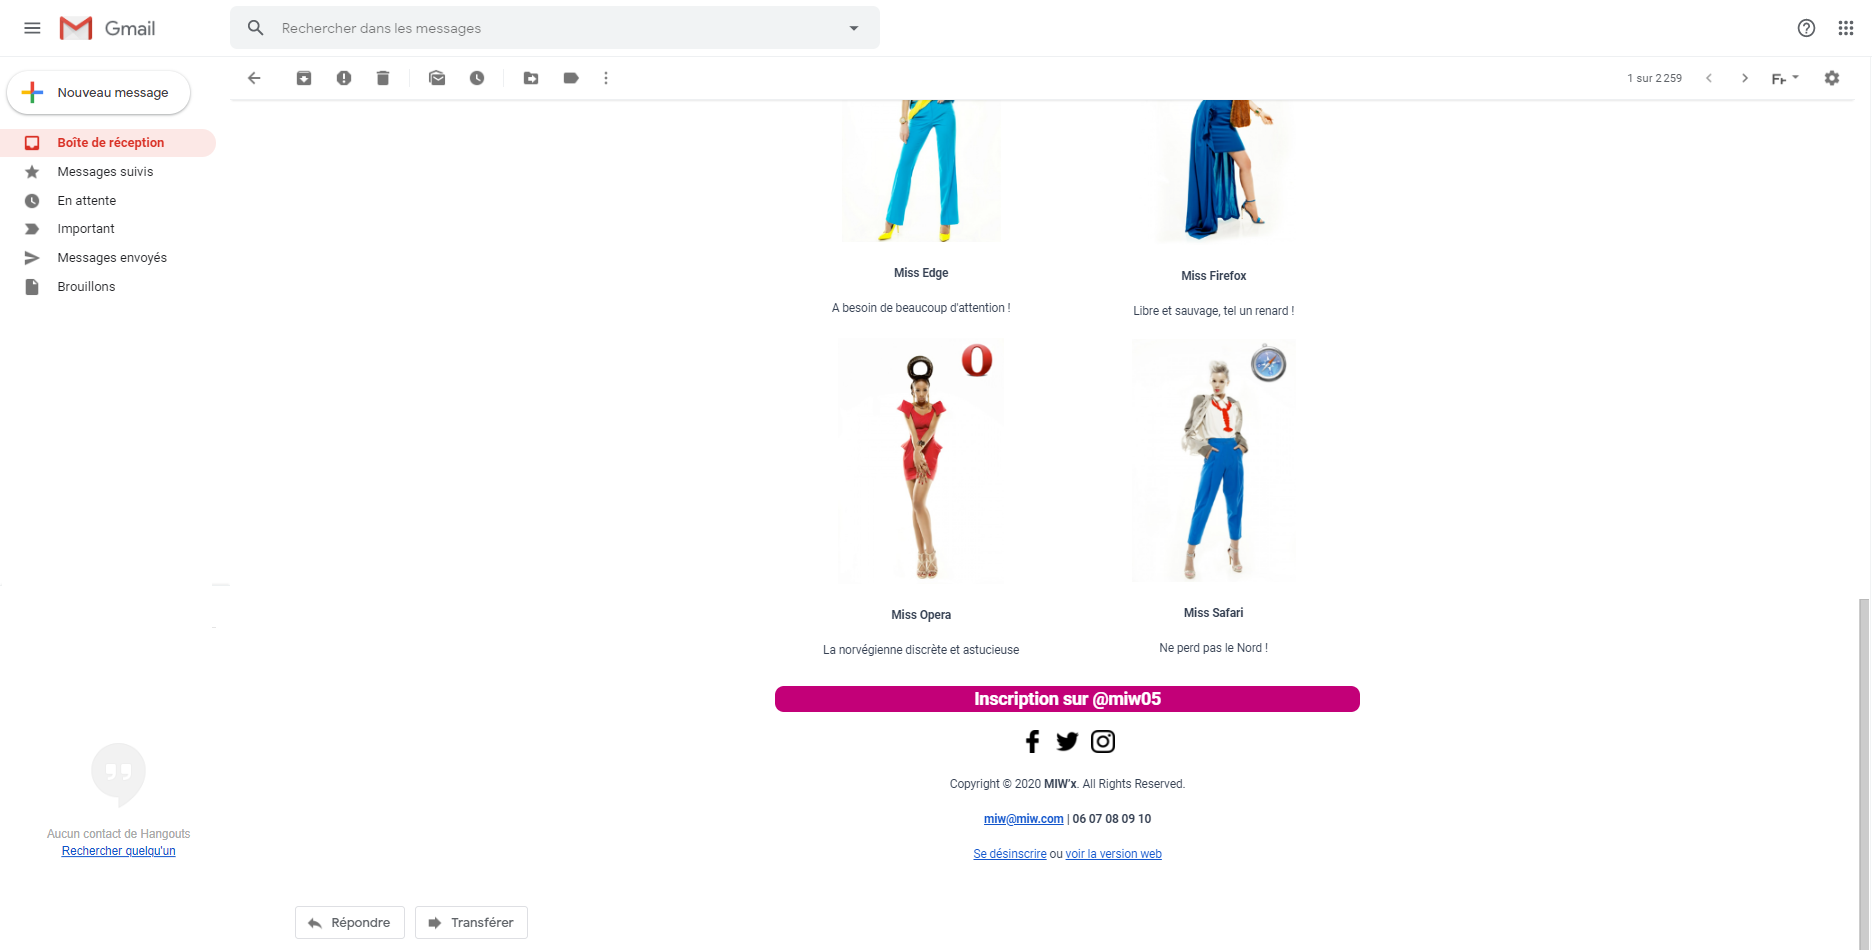 Gmail
Rechercher dans les messages
1 sur 2 259
Nouveau message
Boîte de réception
Messages suivis
En attente
Important
Messages envoyés
Brouillons
Miss Edge
A besoin de beaucoup d'attention !
Miss Firefox
Libre et sauvage, tel un renard !
Miss Opera
La norvégienne discrète et astucieuse
Miss Safari
Ne perd pas le Nord !
Inscription sur @miw05
Copyright © 2020 MIW'x. All Rights Reserved.
miw@miw.com | 06 07 08 09 10
Se désinscrire ou voir la version web
Aucun contact de Hangouts
Rechercher quelqu'un
Répondre
Transférer